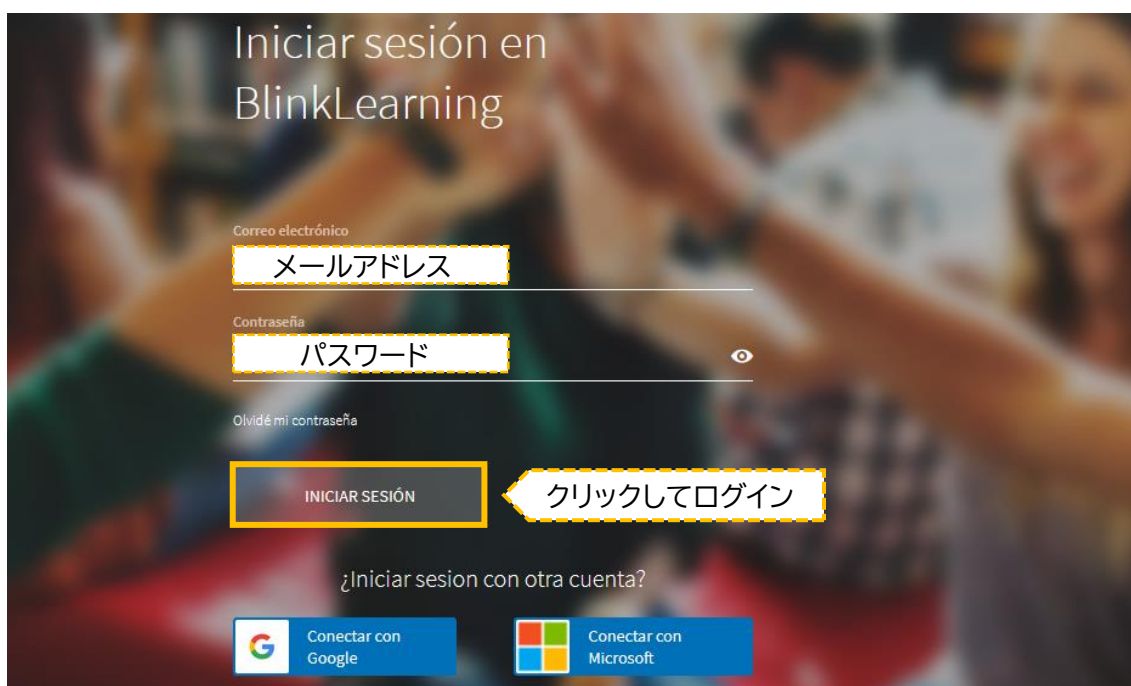 Iniciar sesión en
BlinkLearning
Correo electrónico
メールアドレス
Contraseña
パスワード
Olvidé mi contraseña
INICIAR SESIÓN
クリックしてログイン
¿Iniciar sesion con otra cuenta?
Conectar con
Google
Conectar con
Microsoft